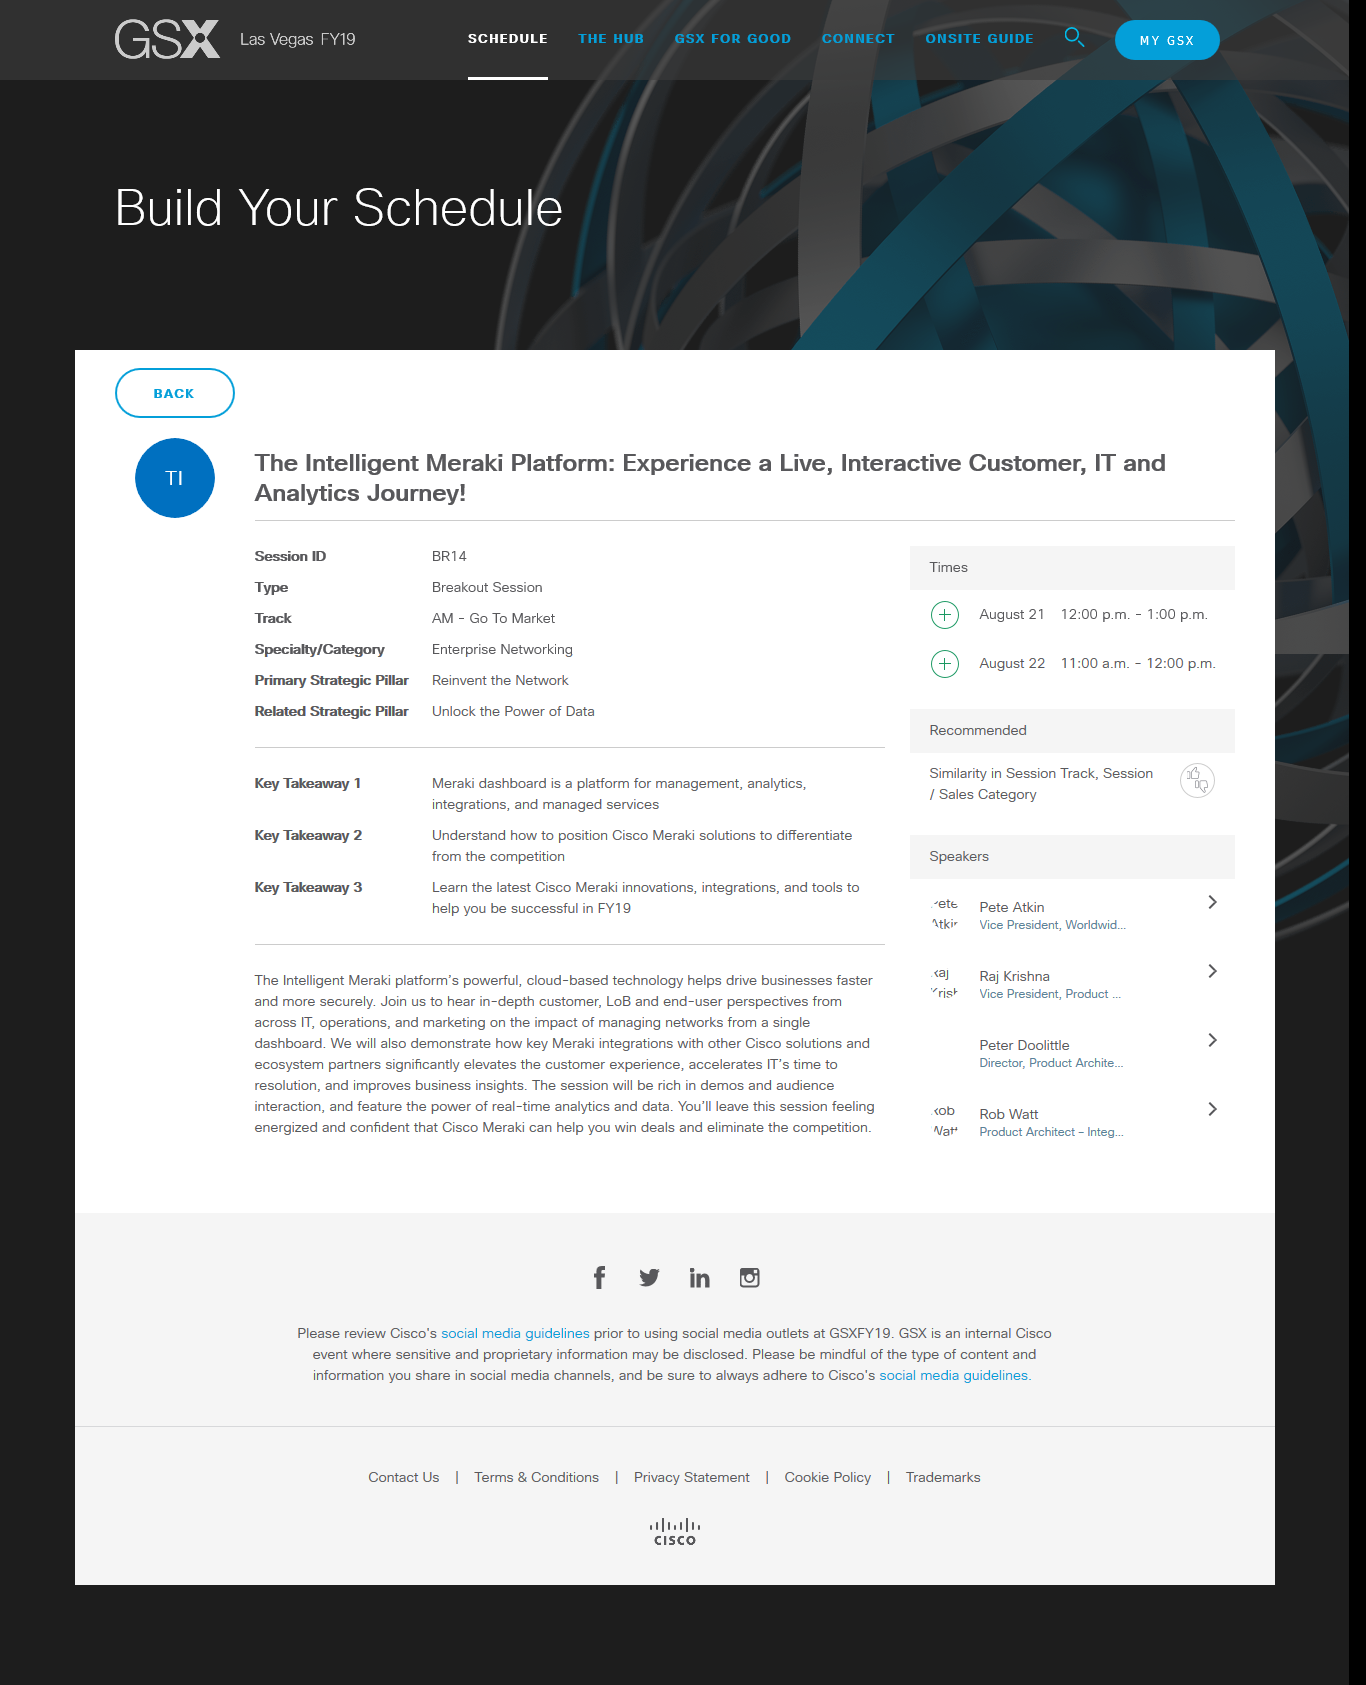 GSX Las Vegas FY19
SCHEDULE THE HUB GSX FOR GOOD CONNECT ONSITE GUIDE MY GSX
Build Your Schedule
BACK
TI
The Intelligent Meraki Platform: Experience a Live, Interactive Customer, IT and
Analytics Journey!
Session ID BR14
Type Breakout Session
Track AM - Go To Market
Specialty/Category Enterprise Networking
Primary Strategic Pillar Reinvent the Network
Related Strategic Pillar Unlock the Power of Data
Key Takeaway 1 Meraki dashboard is a platform for management, analytics,
integrations, and managed services
Key Takeaway 2 Understand how to position Cisco Meraki solutions to differentiate
from the competition
Key Takeaway 3 Learn the latest Cisco Meraki innovations, integrations, and tools to
help you be successful in FY19
The Intelligent Meraki platform's powerful, cloud-based technology helps drive businesses faster
and more securely. Join us to hear in-depth customer, LoB and end-user perspectives from
across IT, operations, and marketing on the impact of managing networks from a single
dashboard. We will also demonstrate how key Meraki integrations with other Cisco solutions and
ecosystem partners significantly elevates the customer experience, accelerates IT's time to
resolution, and improves business insights. The session will be rich in demos and audience
interaction, and feature the power of real-time analytics and data. You'll leave this session feeling
energized and confident that Cisco Meraki can help you win deals and eliminate the competition.
Times
August 21 12:00 p.m. - 1:00 p.m.
August 22 11:00 a.m. - 12:00 p.m.
Recommended
Similarity in Session Track, Session
/ Sales Category
Speakers
Pete Atkin
Vice President, Worldwid...
Raj Krishna
Vice President, Product ...
Peter Doolittle
Director, Product Archite...
Rob Watt
Product Architect - Integ...
Please review Cisco's social media guidelines prior to using social media outlets at GSXFY19. GSX is an internal Cisco
event where sensitive and proprietary information may be disclosed. Please be mindful of the type of content and
information you share in social media channels, and be sure to always adhere to Cisco's social media guidelines.
Contact Us | Terms & Conditions | Privacy Statement | Cookie Policy | Trademarks
CISCO